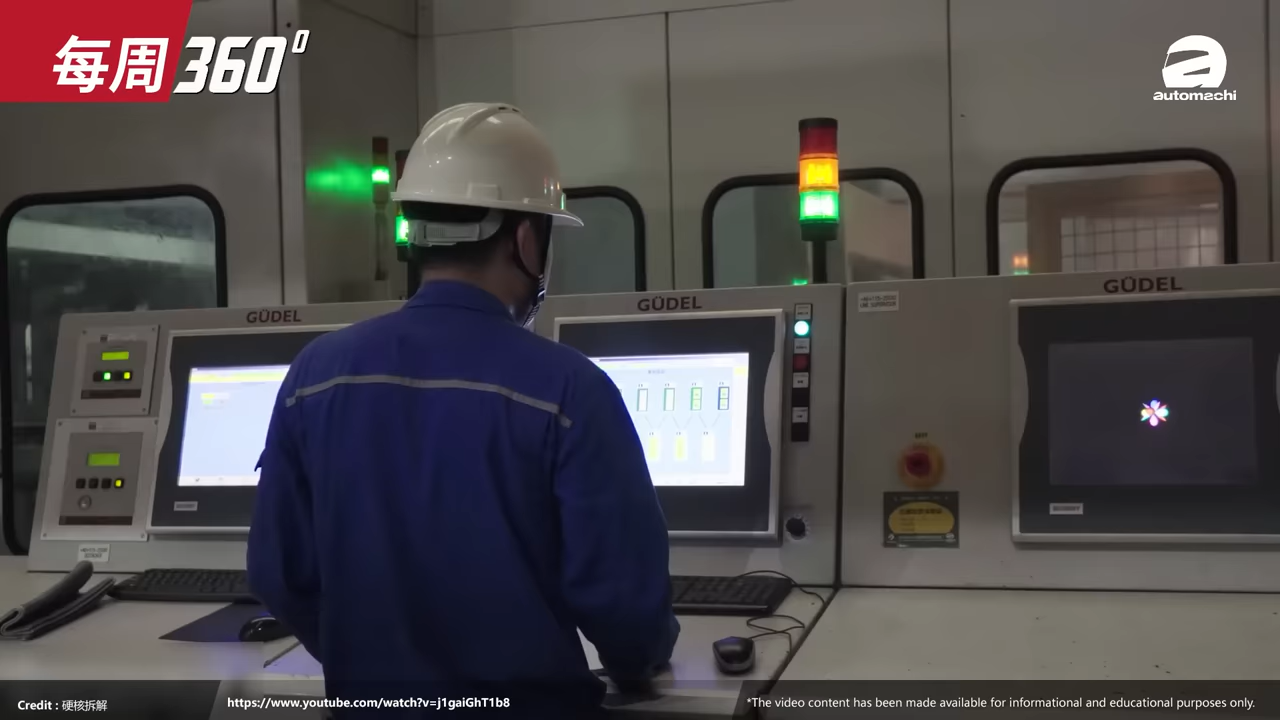 每周360°
automachi
GÜDEL
GÜDEL
GÜDEL
Credit : 硬核拆解
https://www.youtube.com/watch?v=j1gaiGhT1b8
*The video content has been made available for informational and educational purposes only.